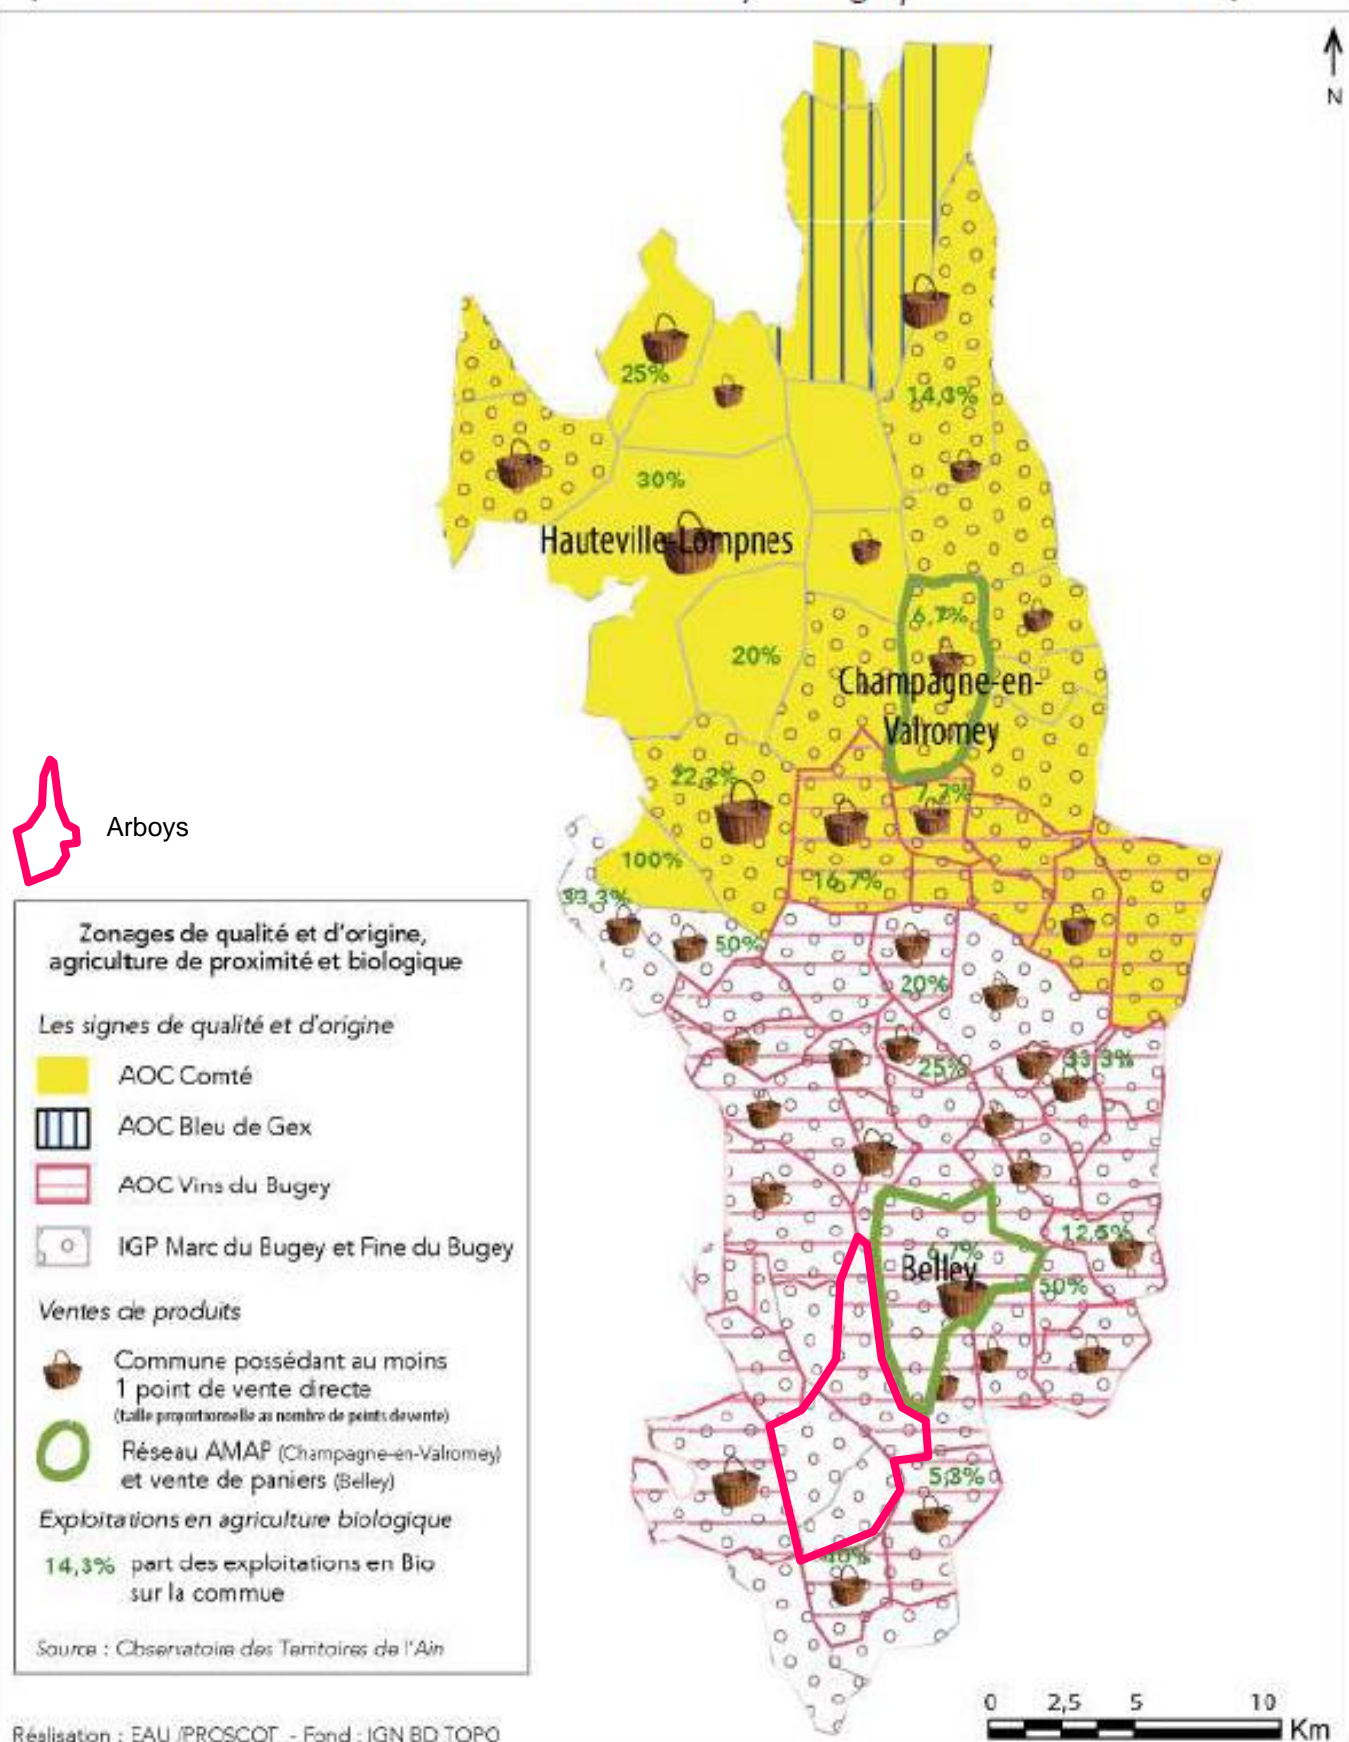 N
25%
14,3%
30%
Hauteville-Lompnes
6,7%
20%
Champagne-en-
Valromey
22,2%
7,7%
Arboys
100%
16,7%
33,3%
50%
20%
25%
33,3%
12,5%
6,7%
Belley
50%
5,3%
40%
Zonages de qualité et d'origine,
agriculture de proximité et biologique
Les signes de qualité et d'origine
AOC Comté
AOC Bleu de Gex
AOC Vins du Bugey
IGP Marc du Bugey et Fine du Bugey
Ventes de produits
Commune possédant au moins
1 point de vente directe
(taille proportionnelle au nombre de points de vente)
Réseau AMAP (Champagne-en-Valromey)
et vente de paniers (Belley)
Exploitations en agriculture biologique
14,3% part des exploitations en Bio
sur la commue
Source : Observatoire des Territoires de l'Ain
0 2,5 5 10
Km
Réalisation : EAU /PROSCOT - Fond : IGN BD TOPO